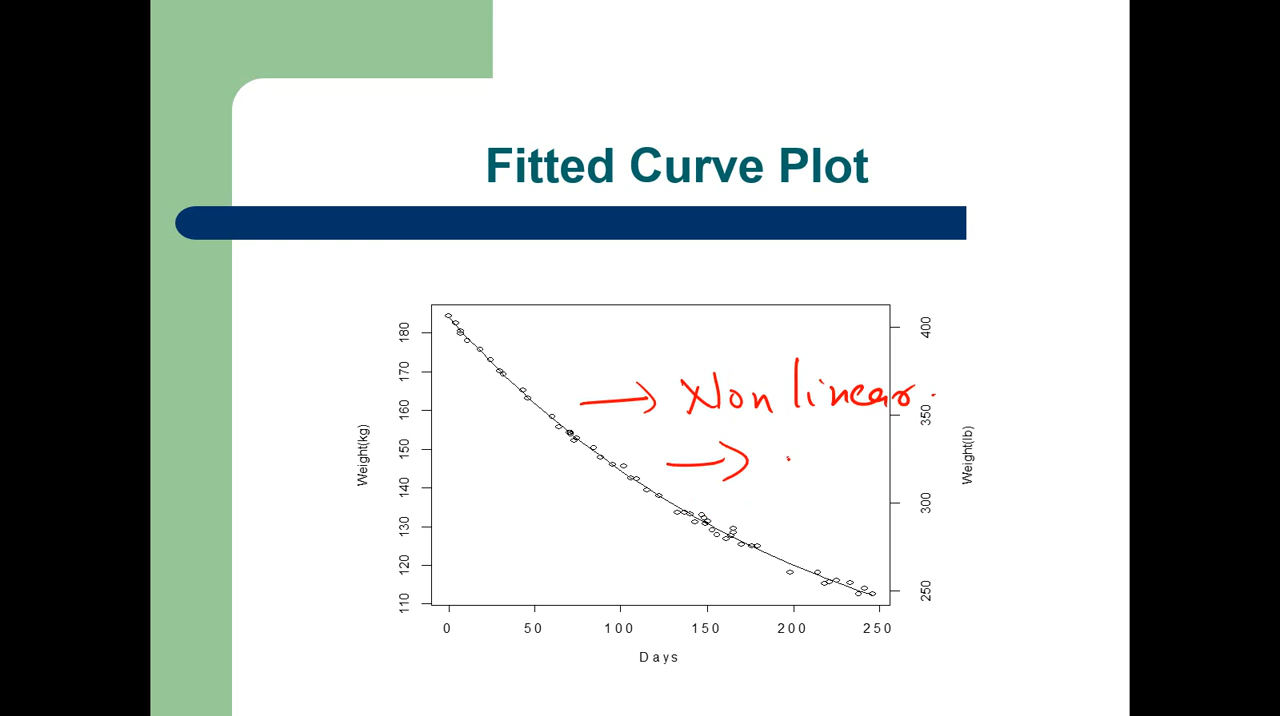 Fitted Curve Plot
180
170
160
150
140
130
120
110
Weight(kg)
400
350
300
250
Weight(lb)
Non linear.
0 50 100 150 200 250
Days